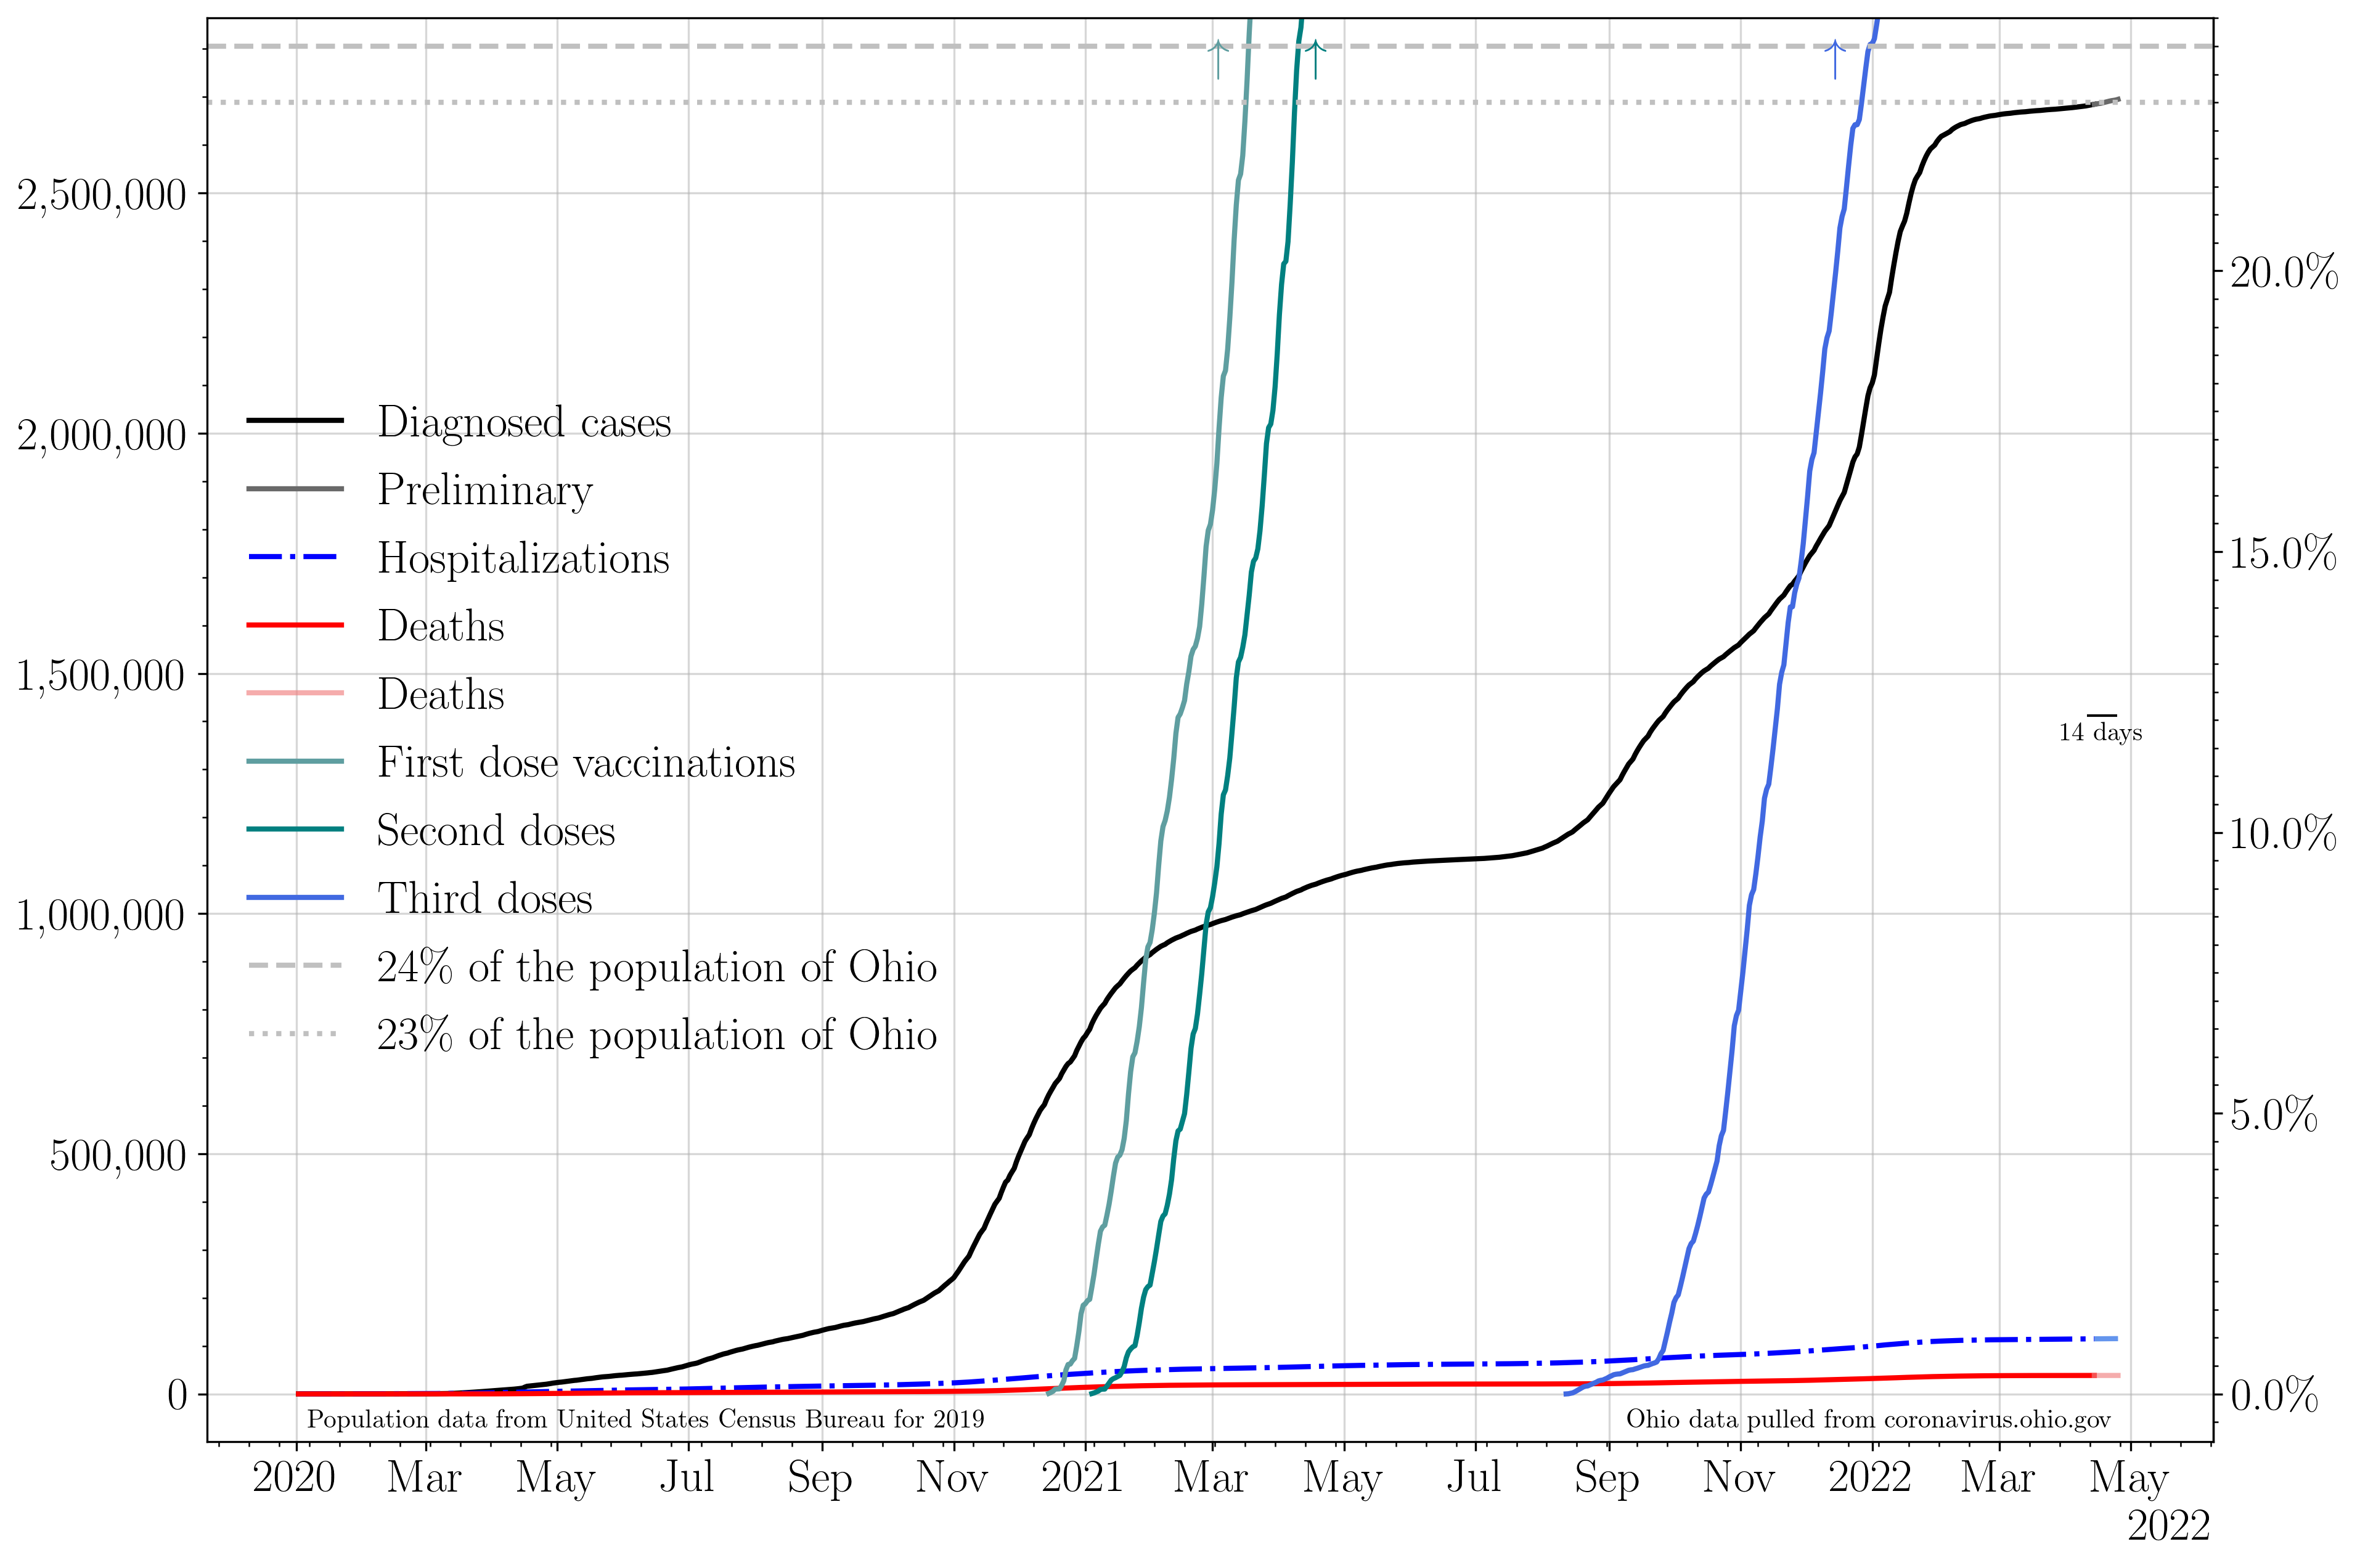 2,500,000
2,000,000
1,500,000
1,000,000
500,000
0
20.0%
15.0%
10.0%
5.0%
0.0%
Diagnosed cases
Preliminary
Hospitalizations
Deaths
Deaths
First dose vaccinations
Second doses
Third doses
24% of the population of Ohio
23% of the population of Ohio
14 days
Population data from United States Census Bureau for 2019
Ohio data pulled from coronavirus.ohio.gov
2020 Mar May Jul Sep Nov 2021 Mar May Jul Sep Nov 2022 Mar May
2022